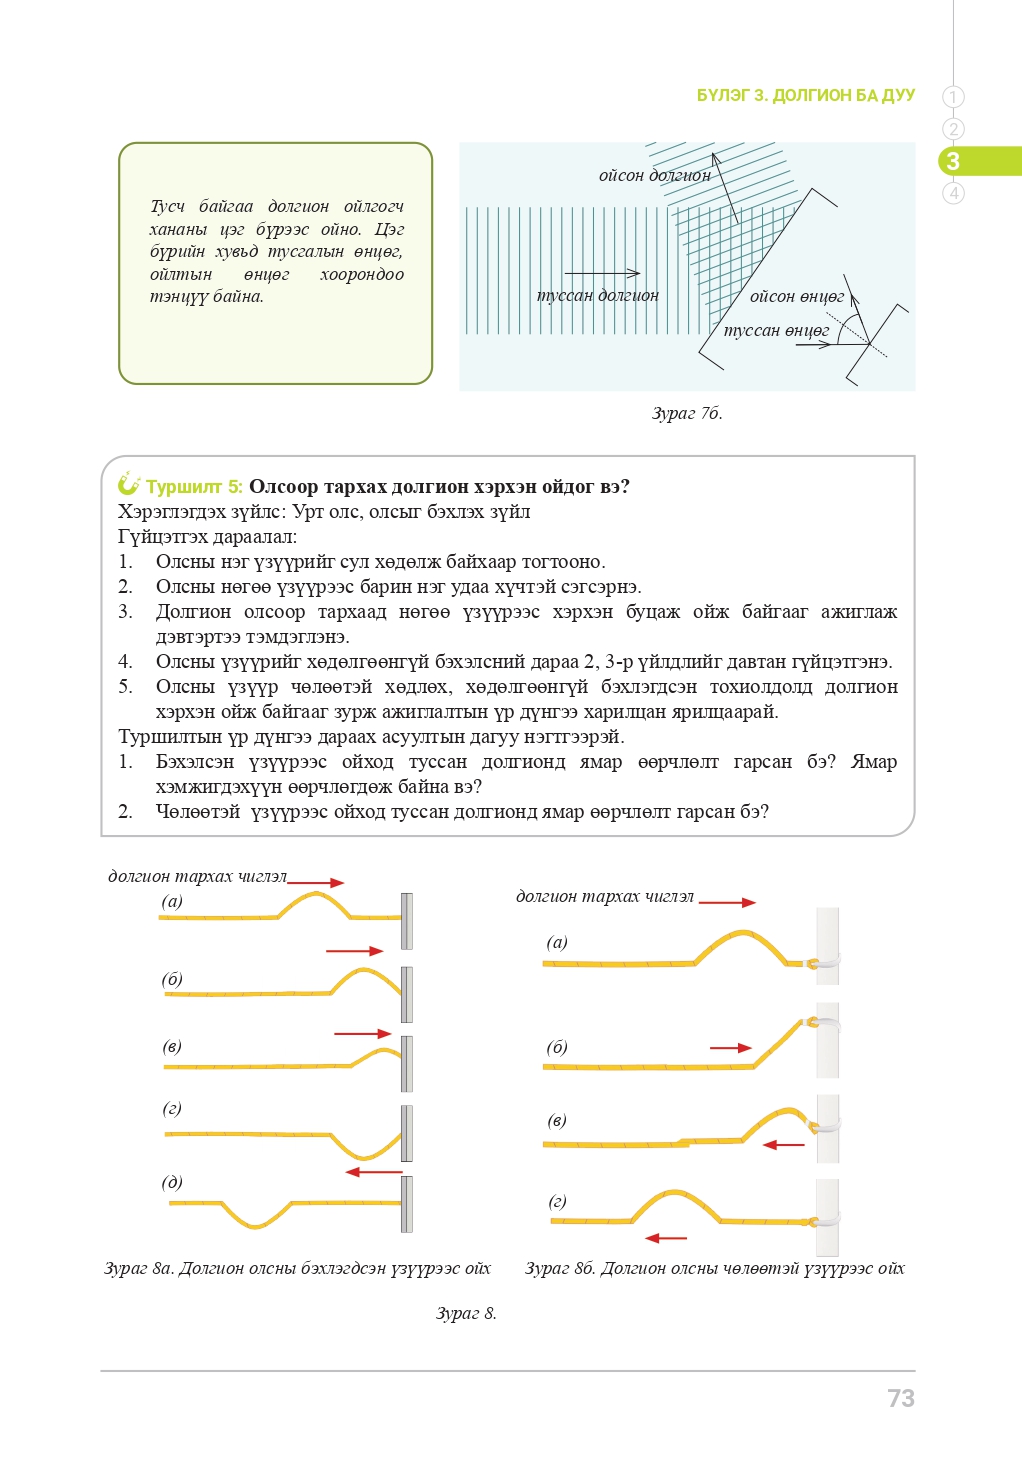 БҮЛЭГ 3. ДОЛГИОН БА ДУУ
1
2
3
4
Тусч байгаа долгион ойлгогч
хананы цэг бүрээс ойно. Цэг
бүрийн хувьд тусгалын өнцөг,
ойлтын өнцөг хоорондоо
тэнцүү байна.
ойсон долгион
туссан долгион
ойсон өнцөг
туссан өнцөг
Зураг 7б.
Туршилт 5: Олсоор тархах долгион хэрхэн ойдог вэ?
Хэрэглэгдэх зүйлс: Урт олс, олсыг бэхлэх зүйл
Гүйцэтгэх дараалал:
1. Олсны нэг үзүүрийг сул хөдөлж байхаар тогтооно.
2. Олсны нөгөө үзүүрээс барин нэг удаа хүчтэй сэгсэрнэ.
3. Долгион олсоор тархаад нөгөө үзүүрээс хэрхэн буцаж ойж байгааг ажиглаж
дэвтэртээ тэмдэглэнэ.
4. Олсны үзүүрийг хөдөлгөөнгүй бэхэлсний дараа 2, 3-р үйлдлийг давтан гүйцэтгэнэ.
5. Олсны үзүүр чөлөөтэй хөдлөх, хөдөлгөөнгүй бэхлэгдсэн тохиолдолд долгион
хэрхэн ойж байгааг зурж ажиглалтын үр дүнгээ харилцан ярилцаарай.
Туршилтын үр дүнгээ дараах асуултын дагуу нэгтгээрэй.
1. Бэхэлсэн үзүүрээс ойход туссан долгионд ямар өөрчлөлт гарсан бэ? Ямар
хэмжигдэхүүн өөрчлөгдөж байна вэ?
2. Чөлөөтэй үзүүрээс ойход туссан долгионд ямар өөрчлөлт гарсан бэ?
долгион тархах чиглэл
(а)
(б)
(в)
(г)
(д)
Зураг 8а. Долгион олсны бэхлэгдсэн үзүүрээс ойх
долгион тархах чиглэл
(а)
(б)
(в)
(г)
Зураг 8б. Долгион олсны чөлөөтэй үзүүрээс ойх
Зураг 8.
73